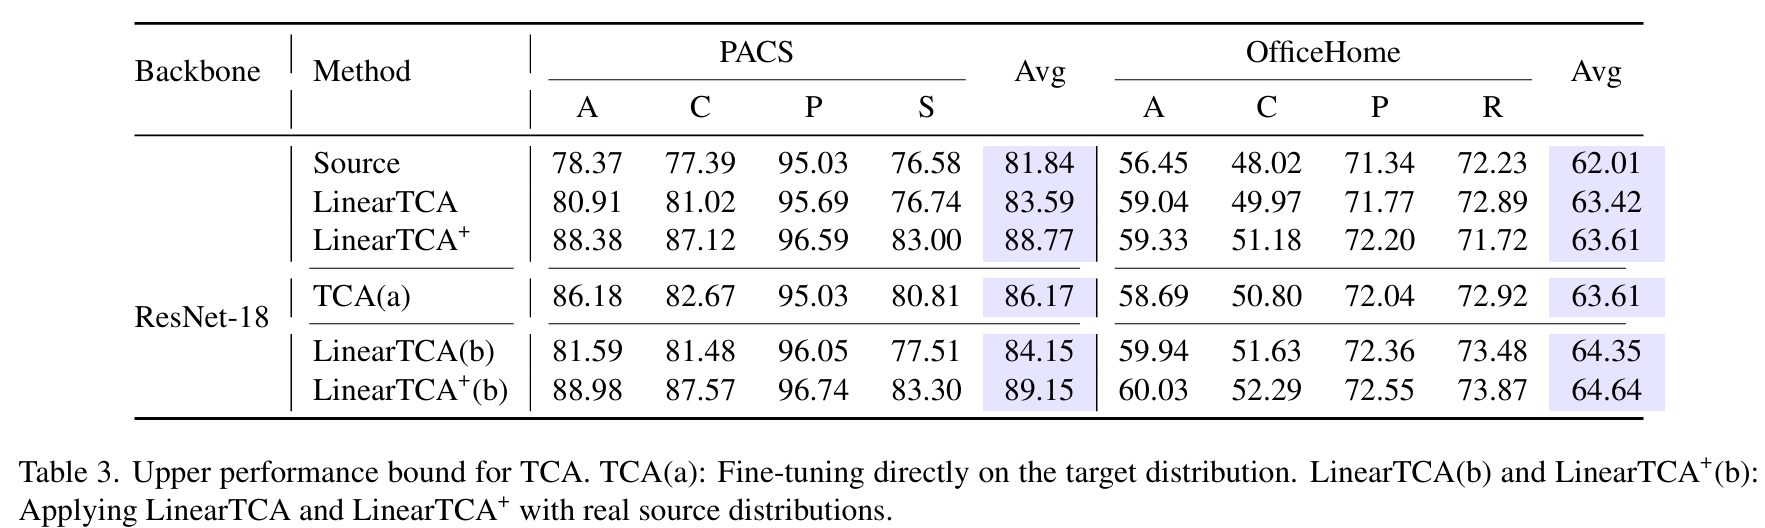 Backbone Method PACS Avg OfficeHome Avg
A C P S A C P R
Source 78.37 77.39 95.03 76.58 81.84 56.45 48.02 71.34 72.23 62.01
LinearTCA 80.91 81.02 95.69 76.74 83.59 59.04 49.97 71.77 72.89 63.42
LinearTCA⁺ 88.38 87.12 96.59 83.00 88.77 59.33 51.18 72.20 71.72 63.61
ResNet-18 TCA(a) 86.18 82.67 95.03 80.81 86.17 58.69 50.80 72.04 72.92 63.61
LinearTCA(b) 81.59 81.48 96.05 77.51 84.15 59.94 51.63 72.36 73.48 64.35
LinearTCA⁺(b) 88.98 87.57 96.74 83.30 89.15 60.03 52.29 72.55 73.87 64.64
Table 3. Upper performance bound for TCA. TCA(a): Fine-tuning directly on the target distribution. LinearTCA(b) and LinearTCA⁺(b):
Applying LinearTCA and LinearTCA⁺ with real source distributions.